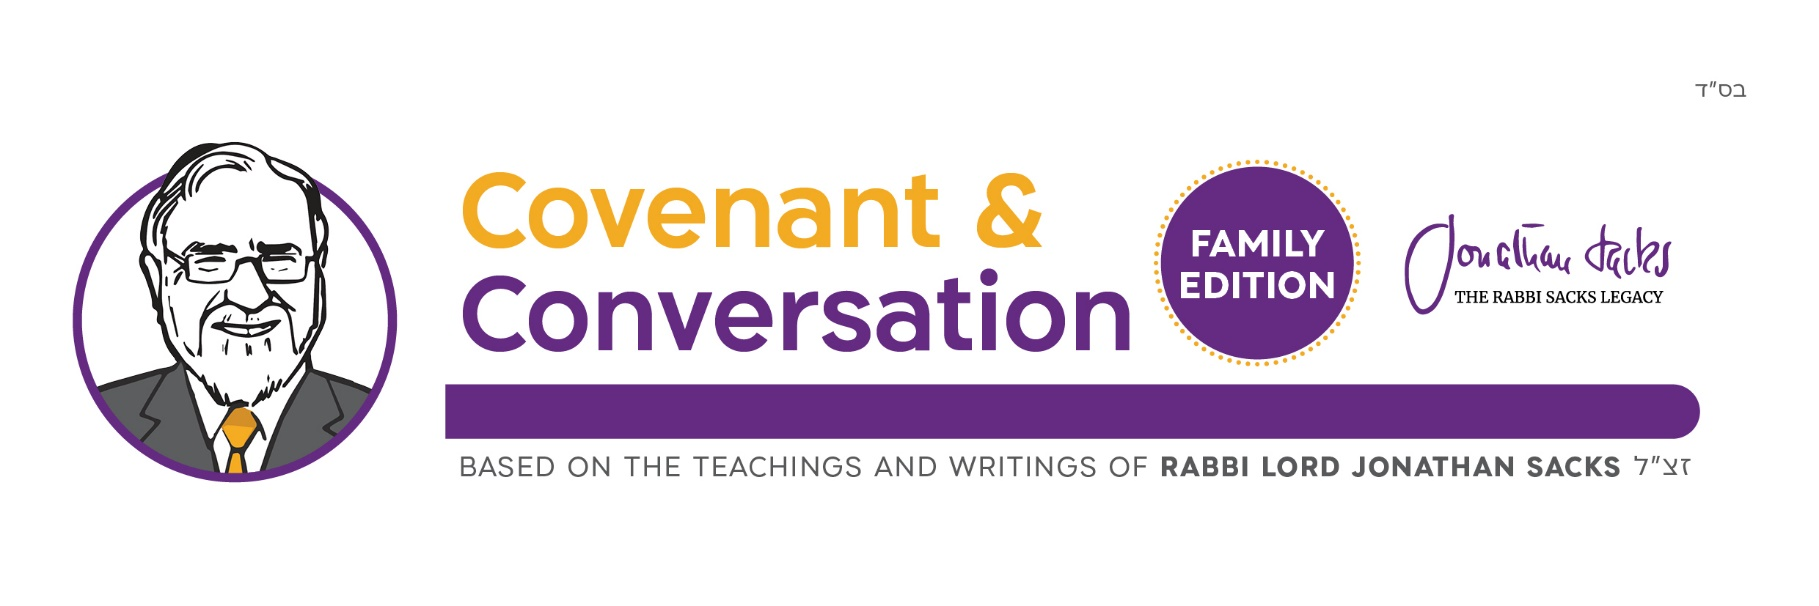 בס"ד
Covenant &
Conversation
FAMILY
EDITION
Jonathan Sacks
THE RABBI SACKS LEGACY
BASED ON THE TEACHINGS AND WRITINGS OF RABBI LORD JONATHAN SACKS זצ"ל